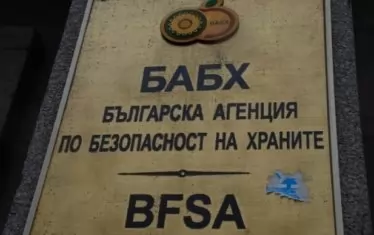 БАБХ
БЪЛГАРСКА АГЕНЦИЯ
ПО БЕЗОПАСНОСТ НА ХРАНИТЕ
BFSA